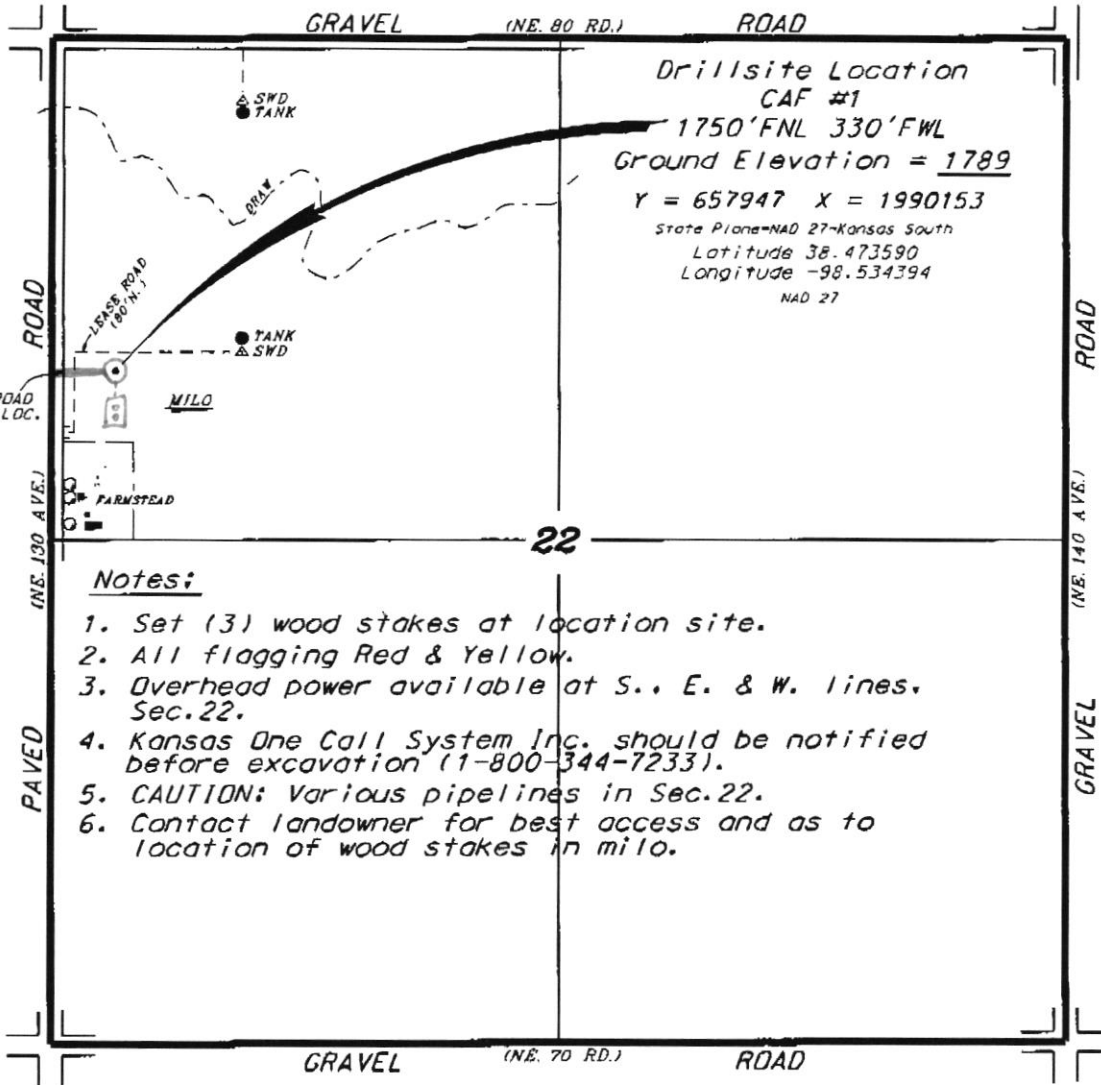 GRAVEL (NE. 80 RD.) ROAD
SWD
TANK
Drillsite Location
CAF #1
1750'FNL 330'FWL
Ground Elevation = 1789
Y = 657947 X = 1990153
State Plane-NAD 27-Kansas South
Latitude 38.473590
Longitude -98.534394
NAD 27
DRAW
LEASE ROAD
(80'N.)
TANK
SWD
ROAD
LOC.
MILO
FARMSTEAD
PAVED (NE. 130 AVE.) ROAD
GRAVEL (NE. 140 AVE.) ROAD
22
Notes:
1. Set (3) wood stakes at location site.
2. All flagging Red & Yellow.
3. Overhead power available at S., E. & W. lines,
Sec.22.
4. Kansas One Call System Inc. should be notified
before excavation (1-800-344-7233).
5. CAUTION: Various pipelines in Sec.22.
6. Contact landowner for best access and as to
location of wood stakes in milo.
GRAVEL (NE. 70 RD.) ROAD